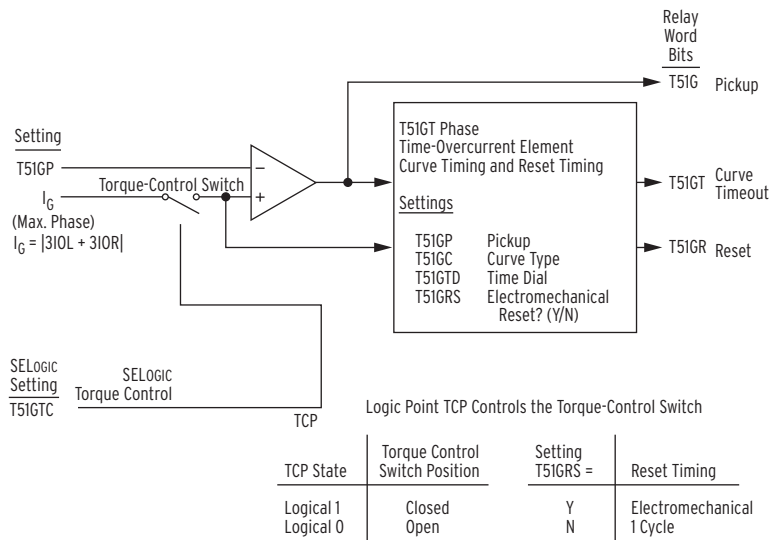 Relay
Word
Bits
T51G Pickup
Setting
T51GP
−
IG
Torque-Control Switch
+
(Max. Phase)
IG = |3I0L + 3I0R|
T51GT Phase
Time-Overcurrent Element
Curve Timing and Reset Timing
Settings
T51GP Pickup
T51GC Curve Type
T51GTD Time Dial
T51GRS Electromechanical
Reset? (Y/N)
T51GT Curve
Timeout
T51GR Reset
SELOGIC
Setting
T51GTC
SELOGIC
Torque Control
TCP
Logic Point TCP Controls the Torque-Control Switch
TCP State Torque Control
Switch Position
Setting
T51GRS = Reset Timing
Logical 1 Closed Y Electromechanical
Logical 0 Open N 1 Cycle